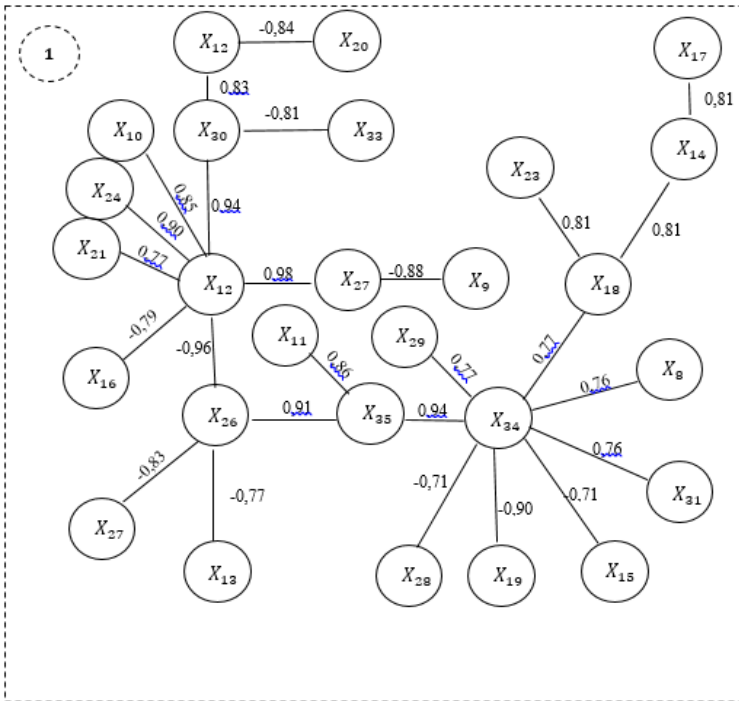 1
X₁₂ -0,84 X₂₀ X₁₇
0,83 0,81
X₁₀ X₃₀ -0,81 X₃₃ X₁₄
X₂₄ 0,85 0,94 X₂₃
0,90 0,81 0,81
X₂₁ 0,77
X₁₂ 0,98 X₂₇ -0,88 X₉ X₁₈
-0,79 -0,96 X₁₁ X₂₉ 0,77
X₁₆ 0,86 0,77 0,76 X₈
X₂₆ 0,91 X₃₅ 0,94 X₃₄
-0,83 -0,77 -0,71 -0,90 -0,71 0,76 X₃₁
X₂₇
X₁₃ X₂₈ X₁₉ X₁₅